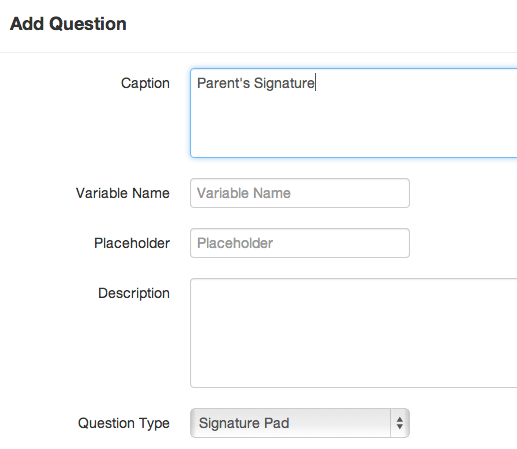 Add Question
Caption Parent's Signature
Variable Name Variable Name
Placeholder Placeholder
Description
Question Type Signature Pad